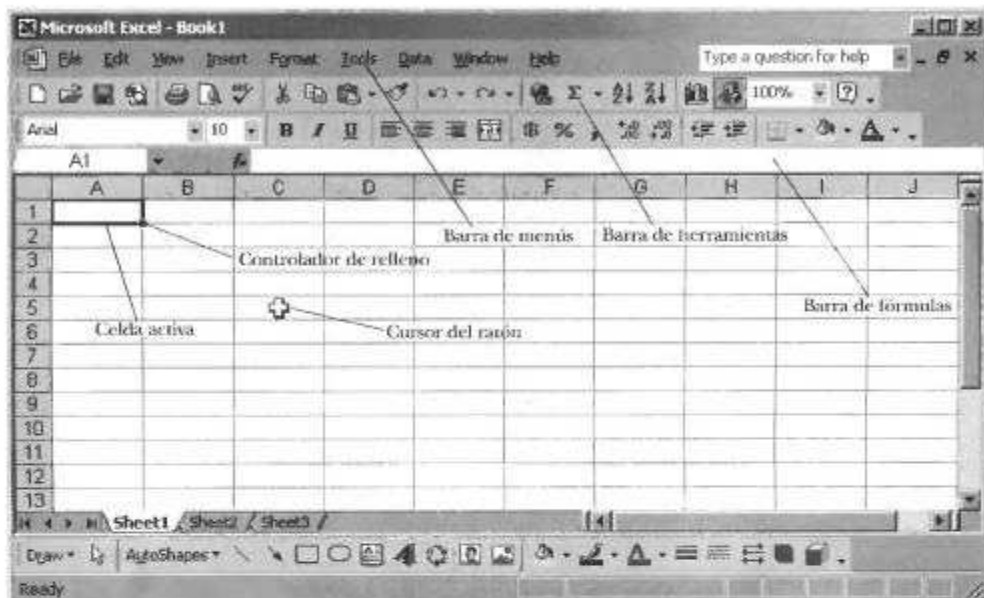 Microsoft Excel - Book1
File Edit View Insert Format Tools Data Window Help Type a question for help
100%
Arial 10 B I U
A1 fx
A B C D E F G H I J
1
2
Barra de menús Barra de herramientas
3
Controlador de relleno
4
5
Barra de fórmulas
6
Celda activa Cursor del ratón
7
8
9
10
11
12
13
Sheet1 Sheet2 Sheet3
Draw AutoShapes
Ready